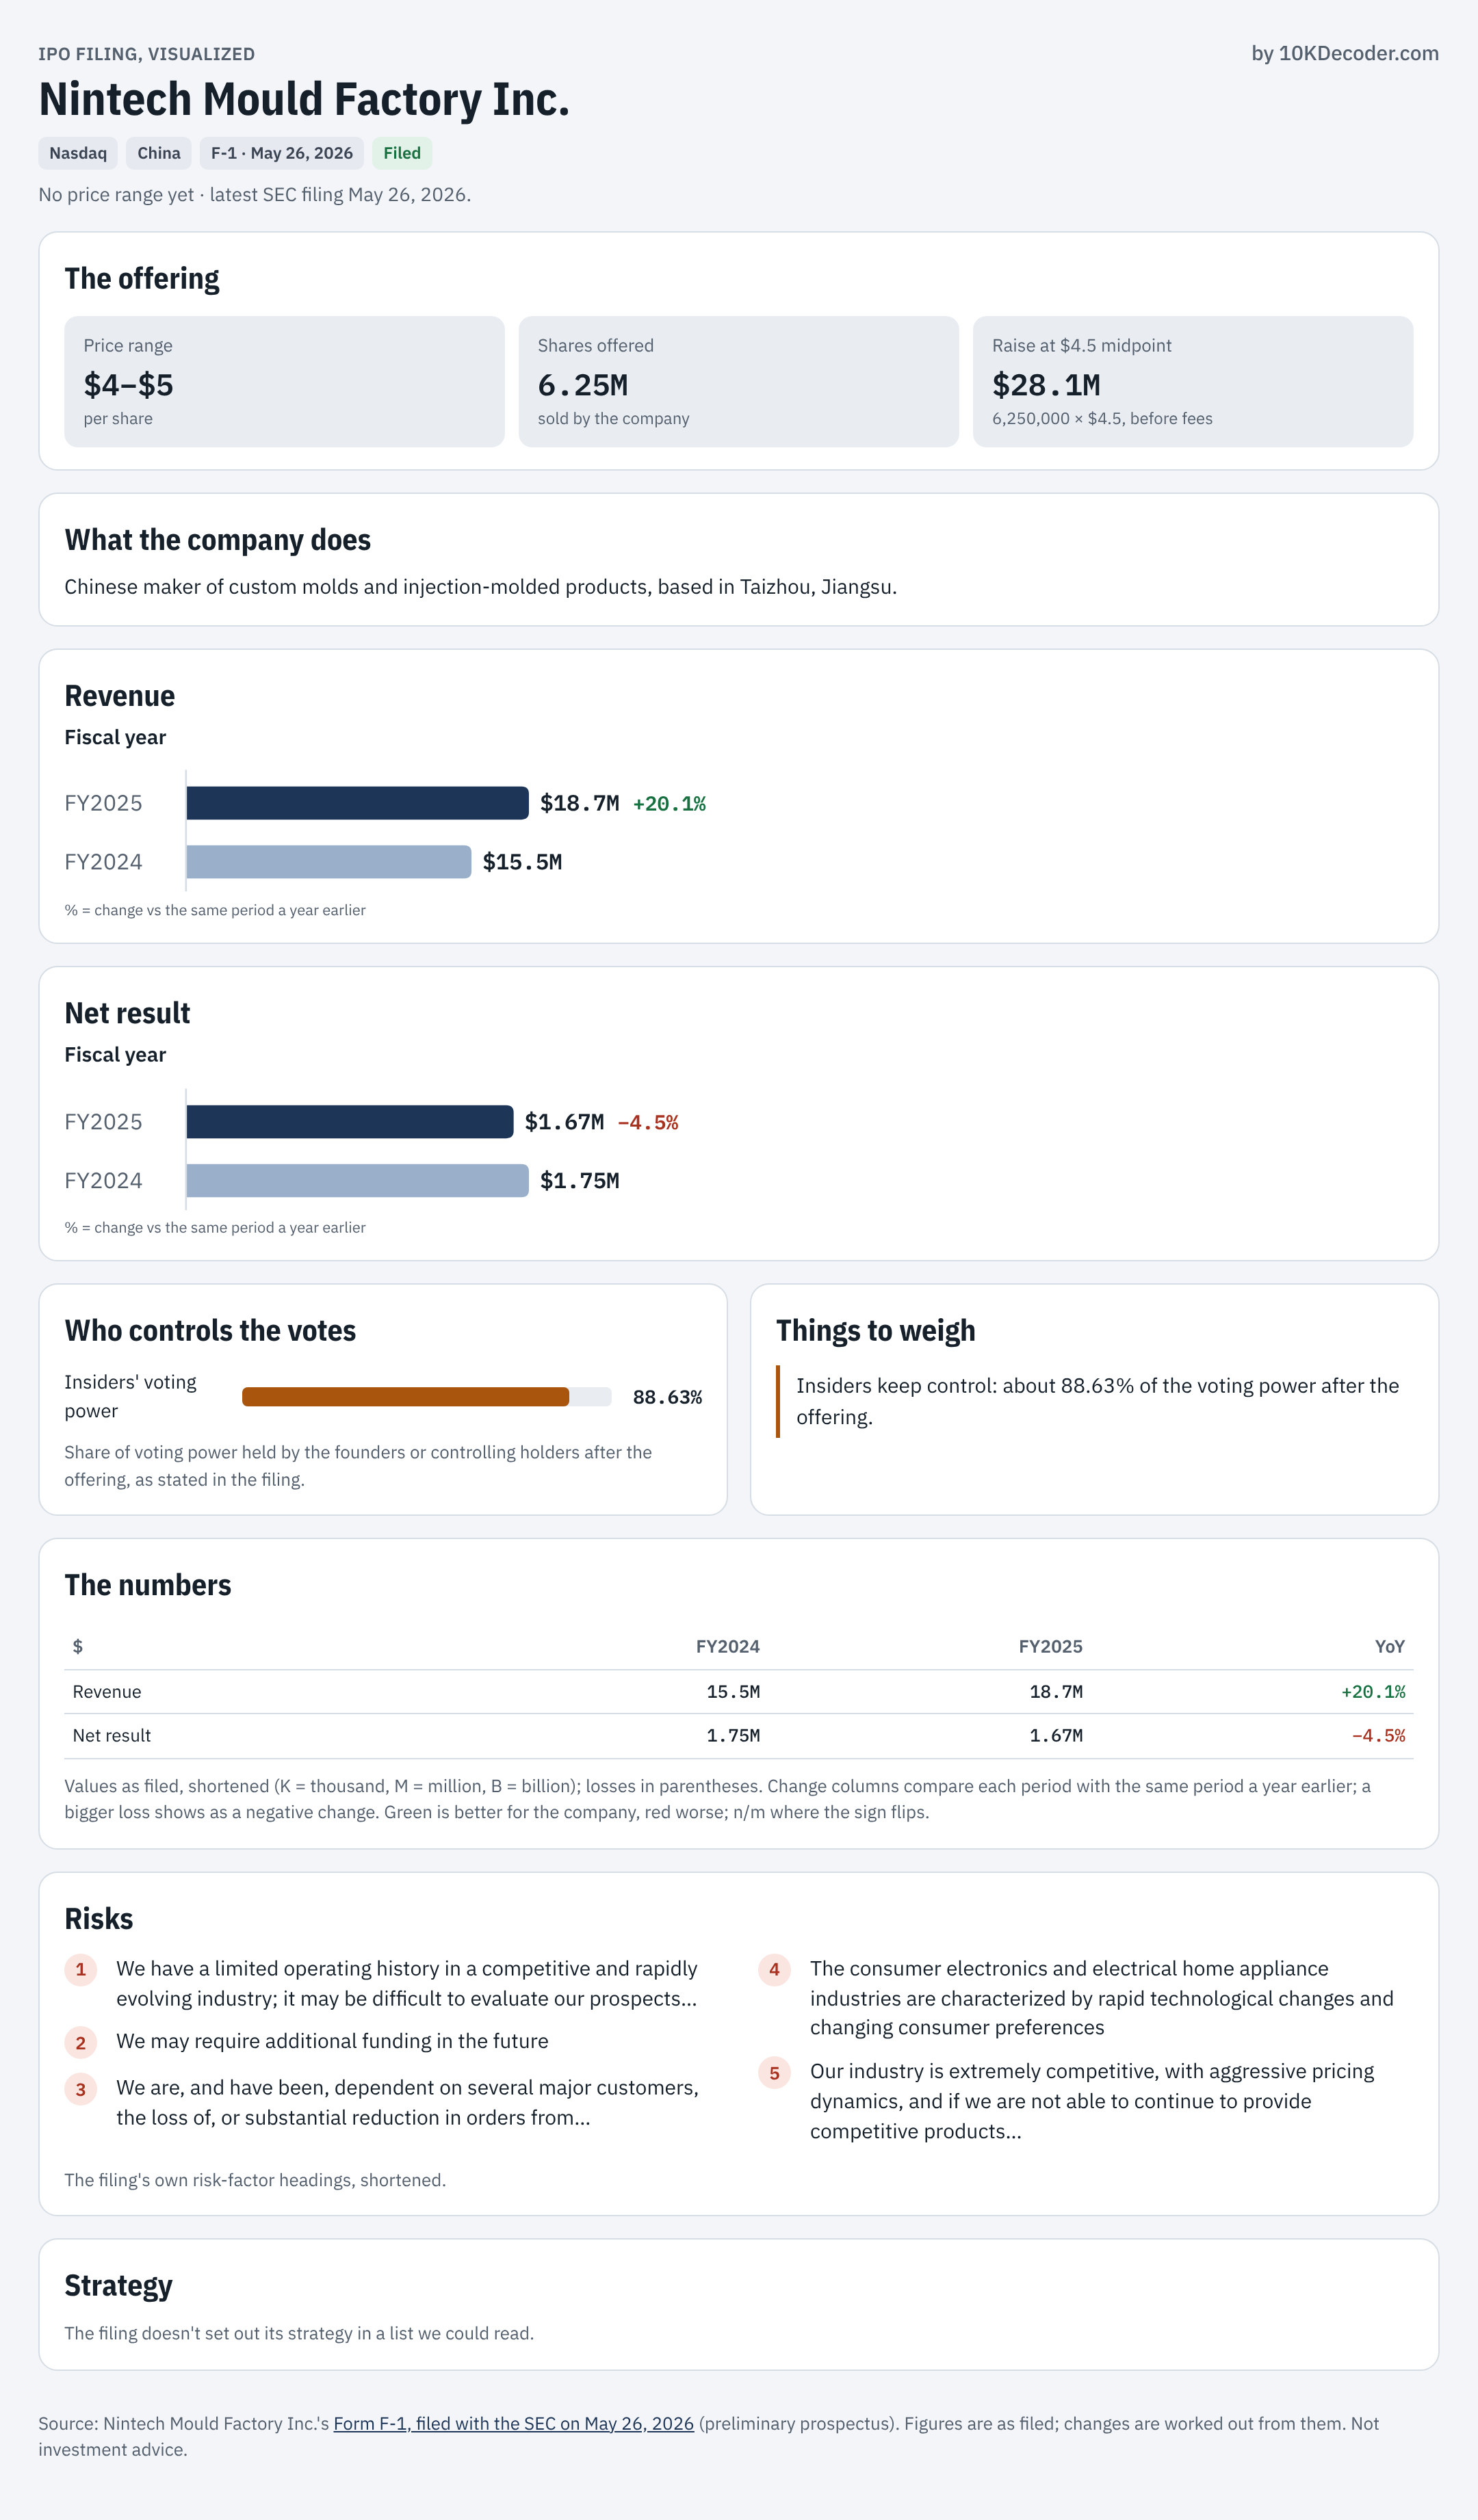 IPO FILING, VISUALIZED
by 10KDecoder.com
Nintech Mould Factory Inc.
Nasdaq
China
F-1 · May 26, 2026
Filed
No price range yet · latest SEC filing May 26, 2026.
The offering
Price range
$4–$5
per share
Shares offered
6.25M
sold by the company
Raise at $4.5 midpoint
$28.1M
6,250,000 × $4.5, before fees
What the company does
Chinese maker of custom molds and injection-molded products, based in Taizhou, Jiangsu.
Revenue
Fiscal year
FY2025 $18.7M +20.1%
FY2024 $15.5M
% = change vs the same period a year earlier
Net result
Fiscal year
FY2025 $1.67M −4.5%
FY2024 $1.75M
% = change vs the same period a year earlier
Who controls the votes
Insiders' voting
power
88.63%
Share of voting power held by the founders or controlling holders after the
offering, as stated in the filing.
Things to weigh
Insiders keep control: about 88.63% of the voting power after the
offering.
The numbers
$ FY2024 FY2025 YoY
Revenue 15.5M 18.7M +20.1%
Net result 1.75M 1.67M −4.5%
Values as filed, shortened (K = thousand, M = million, B = billion); losses in parentheses. Change columns compare each period with the same period a year earlier; a
bigger loss shows as a negative change. Green is better for the company, red worse; n/m where the sign flips.
Risks
1 We have a limited operating history in a competitive and rapidly
evolving industry; it may be difficult to evaluate our prospects…
2 We may require additional funding in the future
3 We are, and have been, dependent on several major customers,
the loss of, or substantial reduction in orders from…
4 The consumer electronics and electrical home appliance
industries are characterized by rapid technological changes and
changing consumer preferences
5 Our industry is extremely competitive, with aggressive pricing
dynamics, and if we are not able to continue to provide
competitive products…
The filing's own risk-factor headings, shortened.
Strategy
The filing doesn't set out its strategy in a list we could read.
Source: Nintech Mould Factory Inc.'s Form F-1, filed with the SEC on May 26, 2026 (preliminary prospectus). Figures are as filed; changes are worked out from them. Not
investment advice.